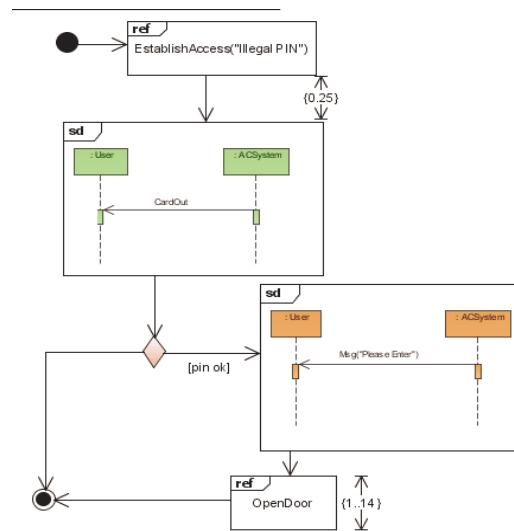 ref
EstablishAccess("Illegal PIN")
{0.25}
sd
: User
: ACSystem
CardOut
sd
: User
: ACSystem
Msg("Please Enter")
[pin ok]
ref
OpenDoor
{1..14 }